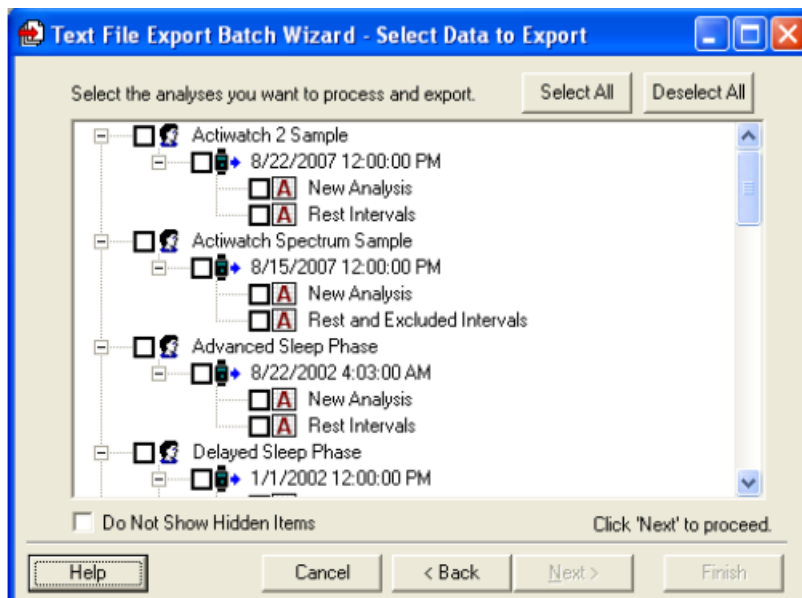 Text File Export Batch Wizard - Select Data to Export
Select the analyses you want to process and export.
Select All
Deselect All
Actiwatch 2 Sample
8/22/2007 12:00:00 PM
A New Analysis
A Rest Intervals
Actiwatch Spectrum Sample
8/15/2007 12:00:00 PM
A New Analysis
A Rest and Excluded Intervals
Advanced Sleep Phase
8/22/2002 4:03:00 AM
A New Analysis
A Rest Intervals
Delayed Sleep Phase
1/1/2002 12:00:00 PM
Do Not Show Hidden Items
Click 'Next' to proceed.
Help
Cancel
< Back
Next >
Finish